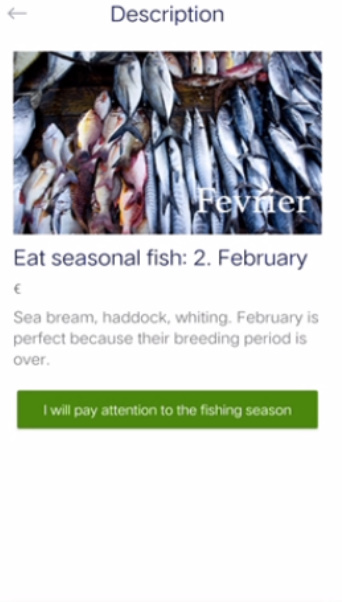 Description
Fevrier
Eat seasonal fish: 2. February
€
Sea bream, haddock, whiting. February is
perfect because their breeding period is
over.
I will pay attention to the fishing season